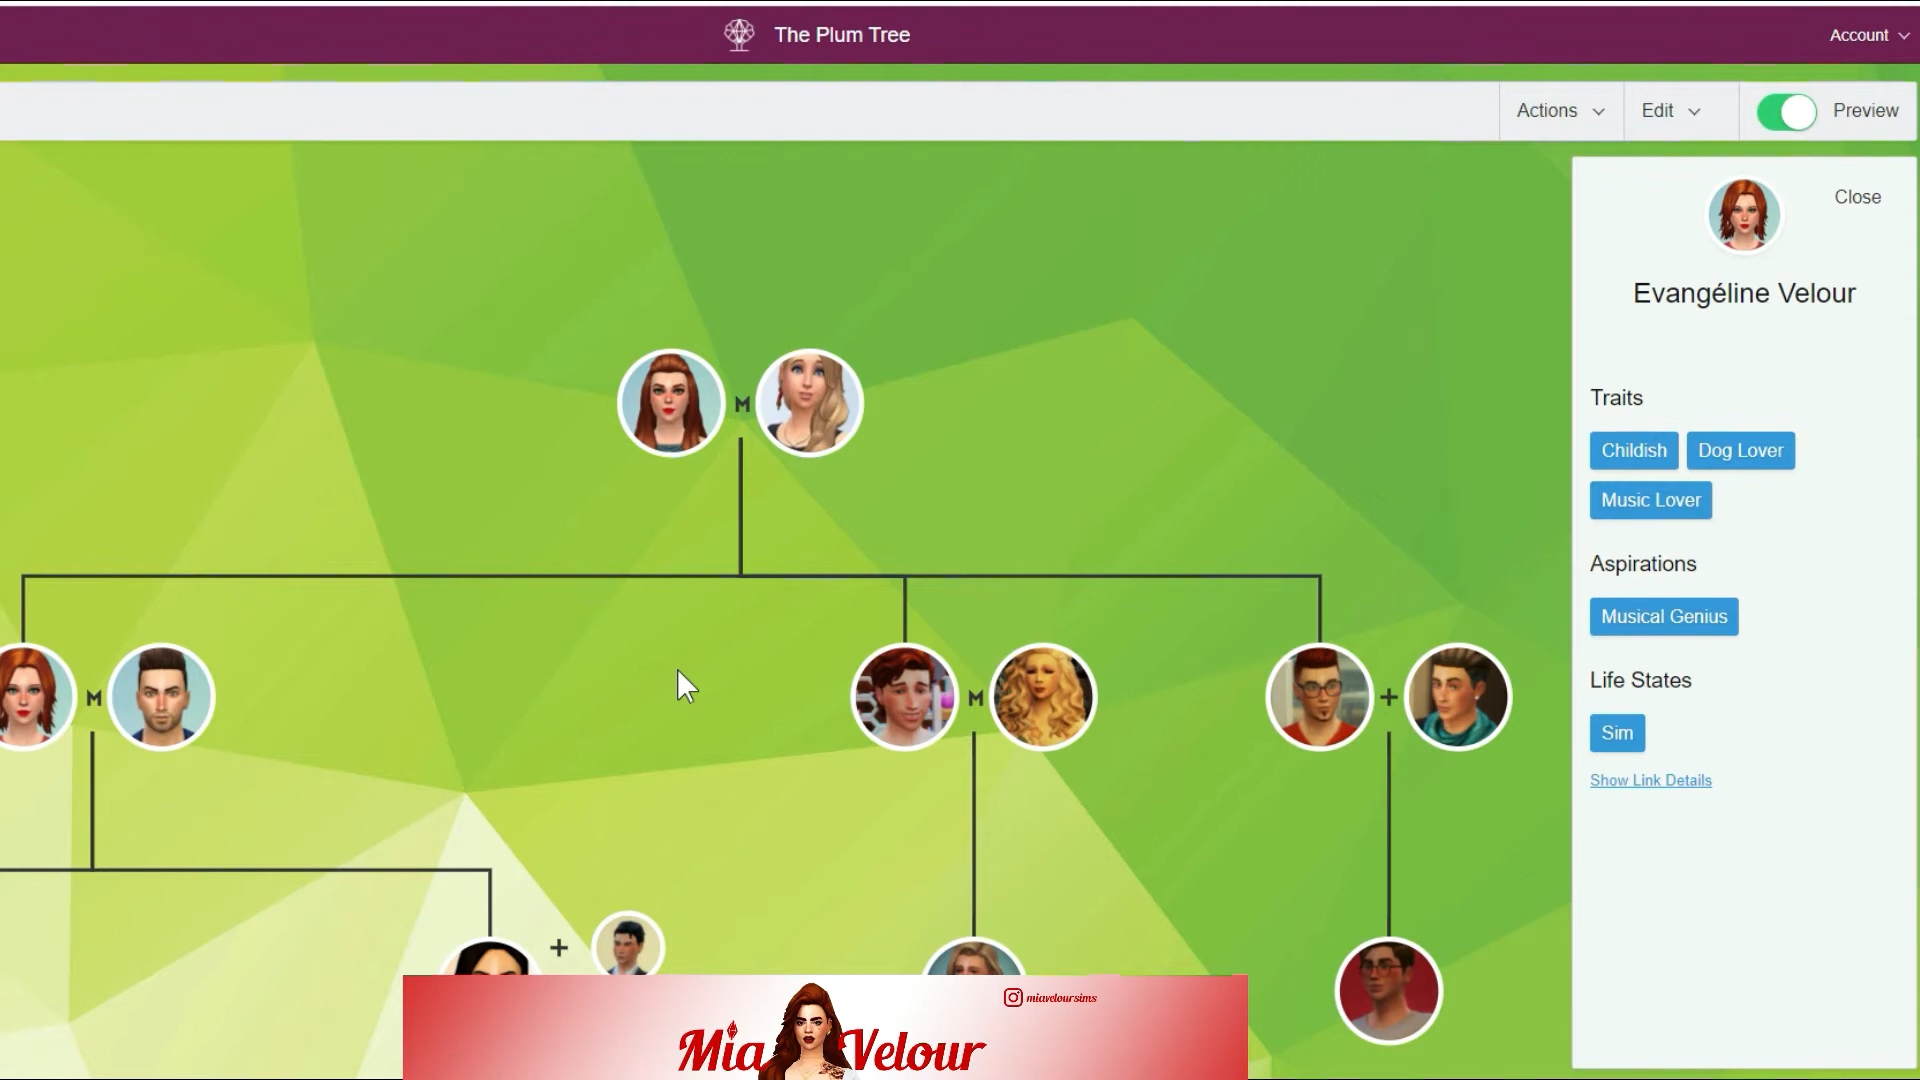 The Plum Tree
Account
Actions
Edit
Preview
Close
Evangéline Velour
Traits
Childish
Dog Lover
Music Lover
Aspirations
Musical Genius
Life States
Sim
Show Link Details
M
M
M
+
+
miaveloursims
Mia Velour